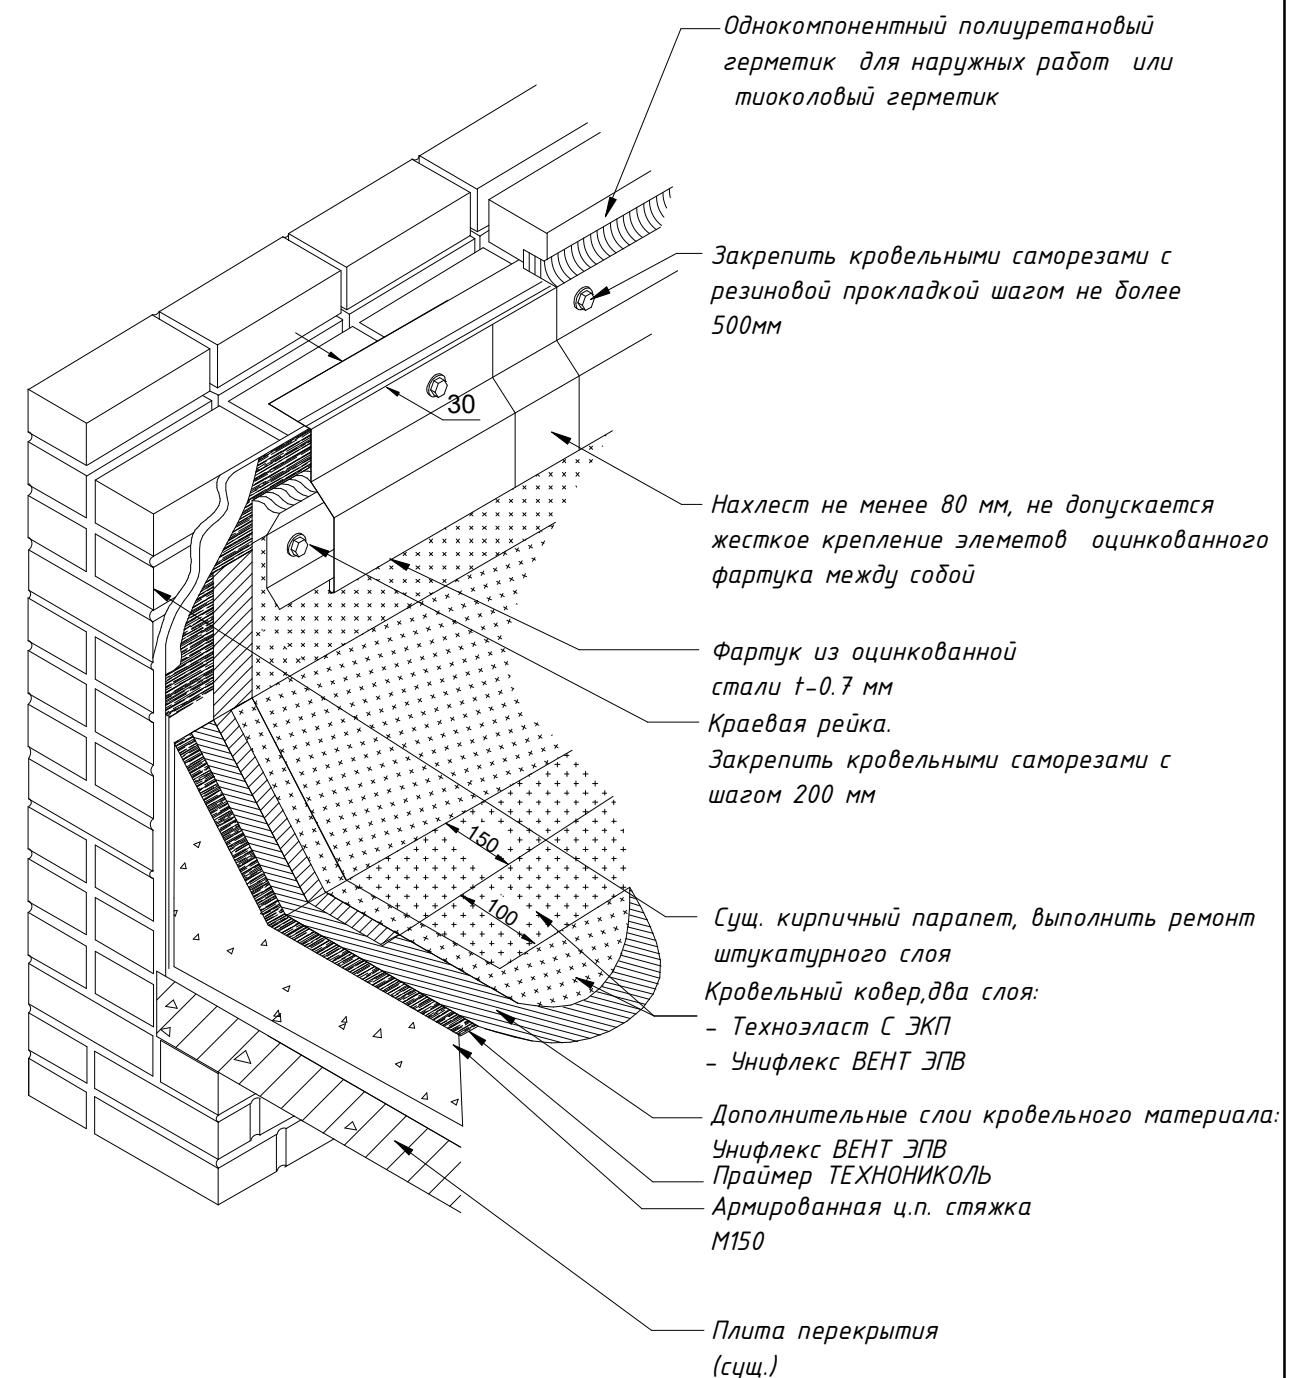 Однокомпонентный полиуретановый
герметик для наружных работ или
тиоколовый герметик
Закрепить кровельными саморезами с
резиновой прокладкой шагом не более
500мм
30
Нахлест не менее 80 мм, не допускается
жесткое крепление элеметов оцинкованного
фартука между собой
Фартук из оцинкованной
стали t-0.7 мм
Краевая рейка.
Закрепить кровельными саморезами с
шагом 200 мм
150
100
Сущ. кирпичный парапет, выполнить ремонт
штукатурного слоя
Кровельный ковер,два слоя:
- Техноэласт С ЭКП
- Унифлекс ВЕНТ ЭПВ
Дополнительные слои кровельного материала:
Унифлекс ВЕНТ ЭПВ
Праймер ТЕХНОНИКОЛЬ
Армированная ц.п. стяжка
М150
Плита перекрытия
(сущ.)